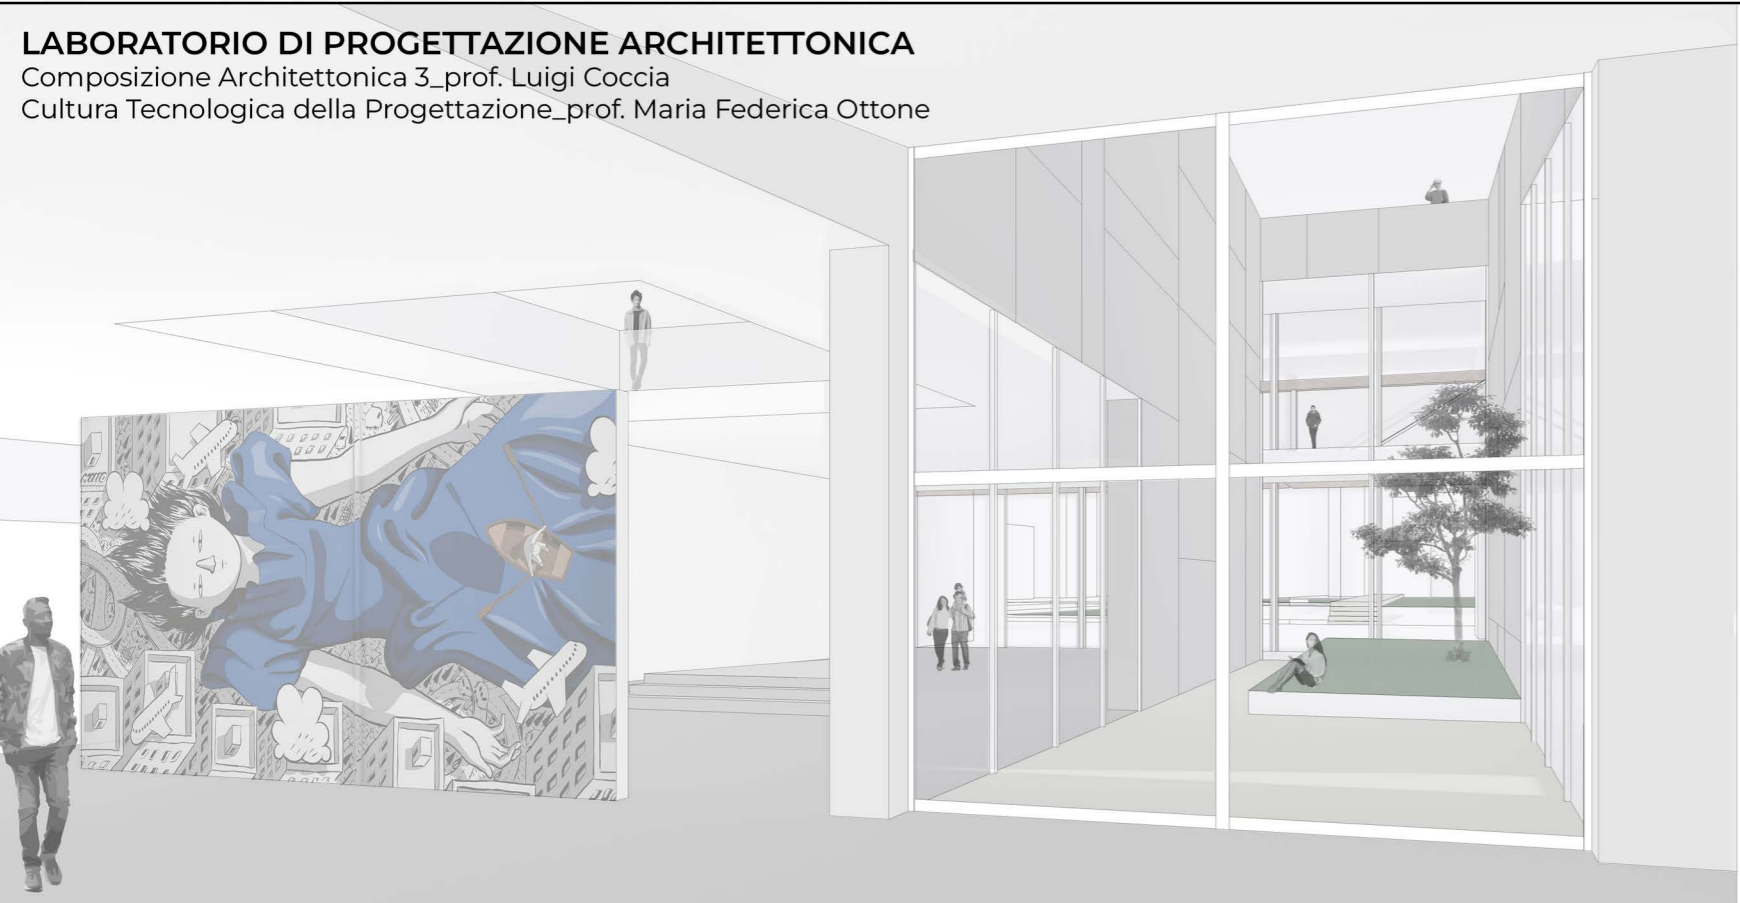 LABORATORIO DI PROGETTAZIONE ARCHITETTONICA
Composizione Architettonica 3_prof. Luigi Coccia
Cultura Tecnologica della Progettazione_prof. Maria Federica Ottone